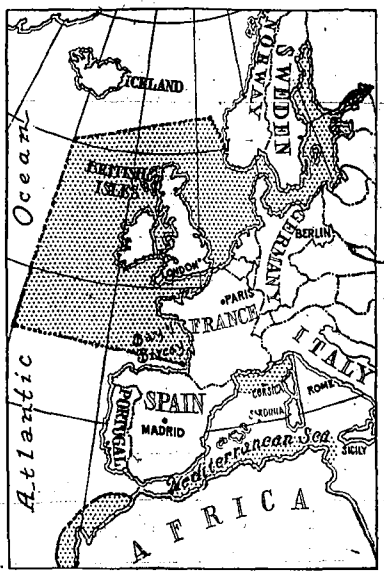 ICELAND
NORWAY
SWEDEN
Ocean
BRITISH
ISLES
GERMANY
BERLIN
LONDON
PARIS
FRANCE
Bay
Biscay
ITALY
CORSICA
ROME
SARDINIA
SPAIN
MADRID
PORTUGAL
Mediterranean Sea
SICILY
Atlantic
AFRICA